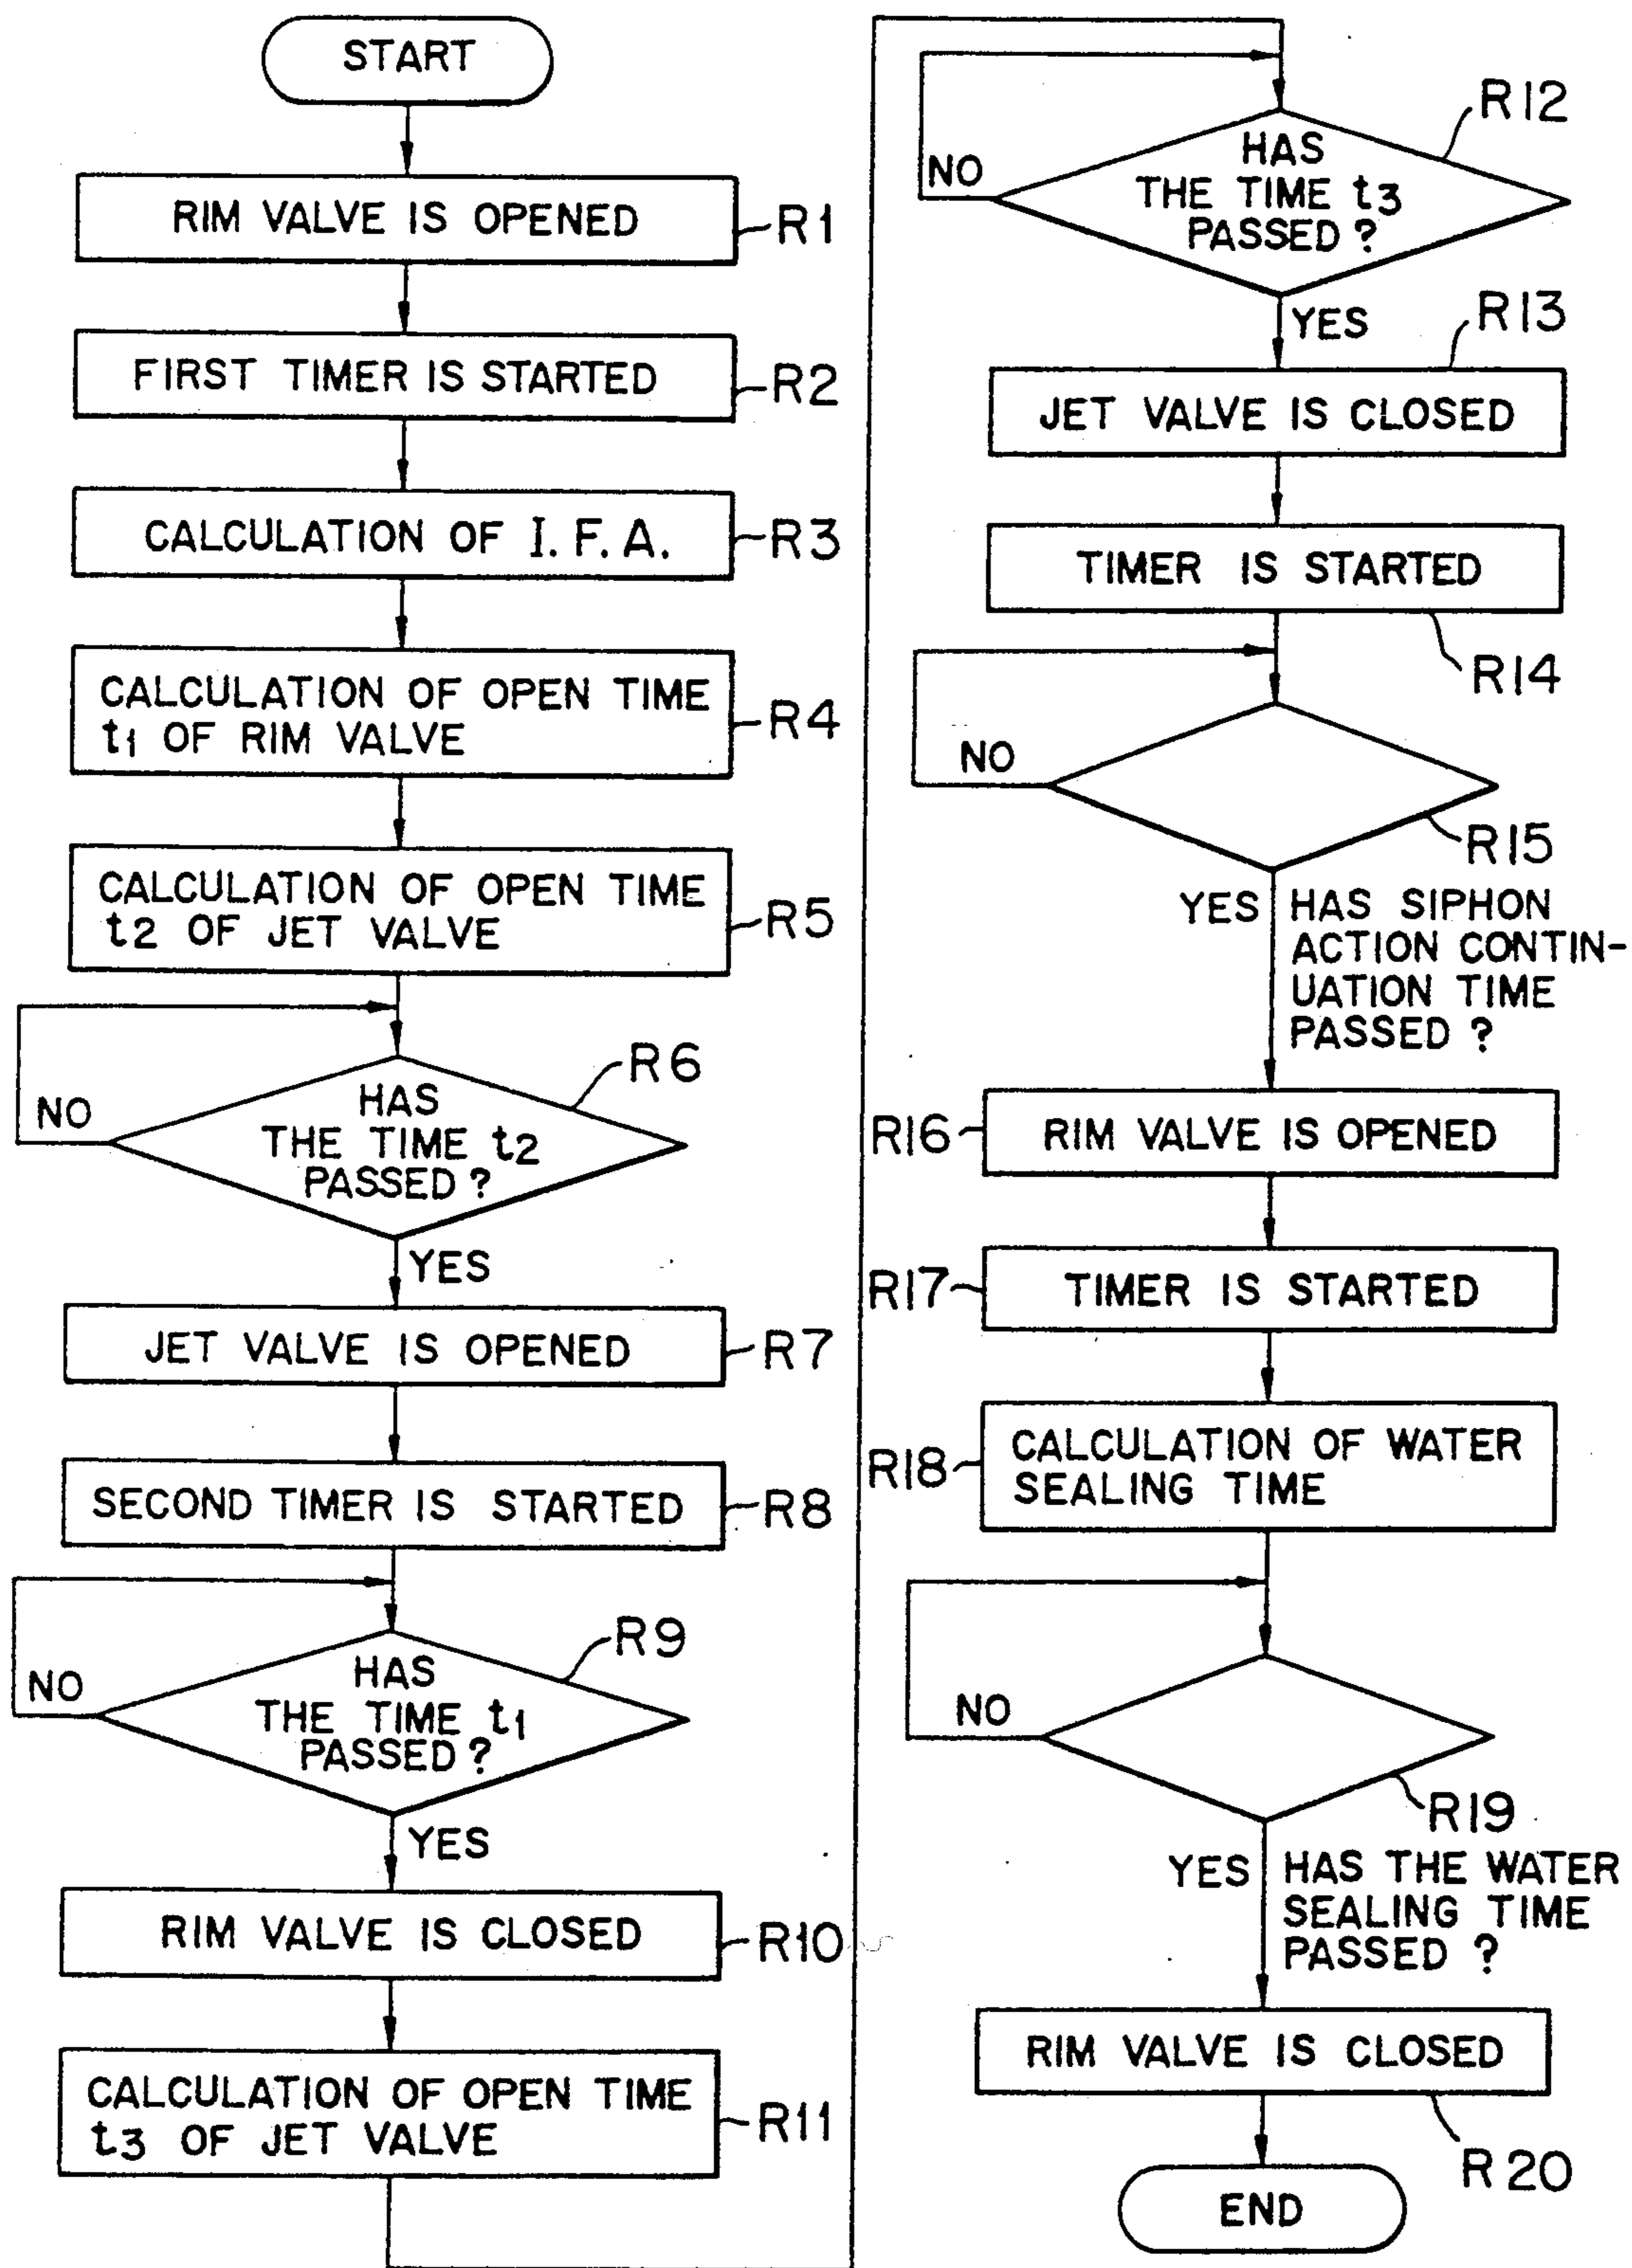 START
RIM VALVE IS OPENED
R1
FIRST TIMER IS STARTED
R2
CALCULATION OF I. F. A.
R3
CALCULATION OF OPEN TIME
t1 OF RIM VALVE
R4
CALCULATION OF OPEN TIME
t2 OF JET VALVE
R5
R6
NO
HAS
THE TIME t2
PASSED ?
YES
JET VALVE IS OPENED
R7
SECOND TIMER IS STARTED
R8
R9
NO
HAS
THE TIME t1
PASSED ?
YES
RIM VALVE IS CLOSED
R10
CALCULATION OF OPEN TIME
t3 OF JET VALVE
R11
R12
NO
HAS
THE TIME t3
PASSED ?
YES
R13
JET VALVE IS CLOSED
TIMER IS STARTED
R14
NO
R15
YES
HAS SIPHON
ACTION CONTIN-
UATION TIME
PASSED ?
R16
RIM VALVE IS OPENED
R17
TIMER IS STARTED
R18
CALCULATION OF WATER
SEALING TIME
NO
R19
YES
HAS THE WATER
SEALING TIME
PASSED ?
RIM VALVE IS CLOSED
R20
END